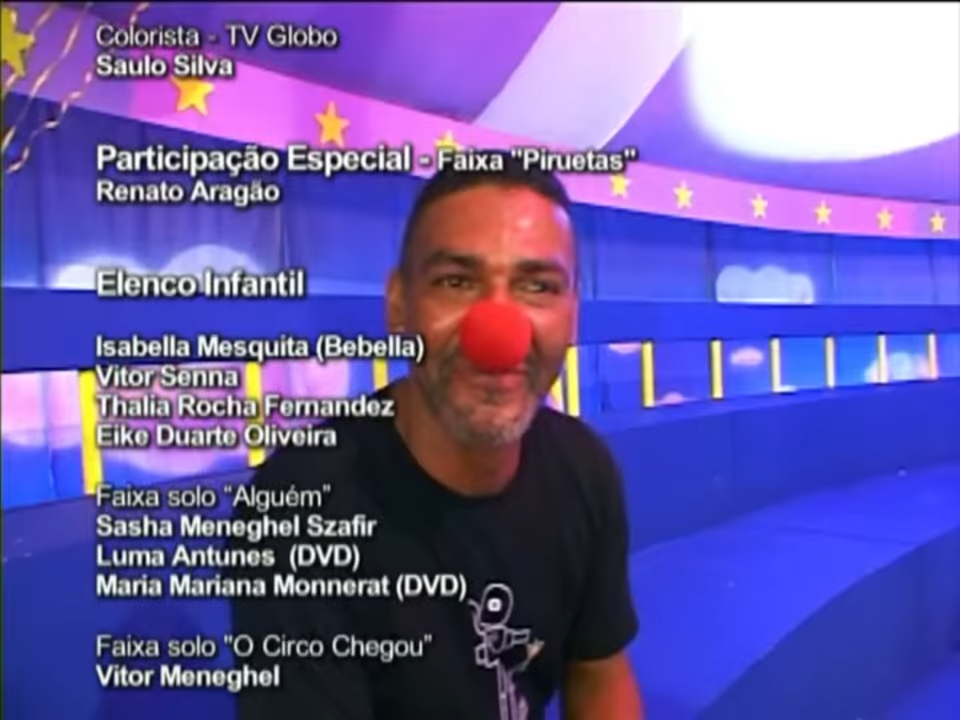 Colorista - TV Globo
Saulo Silva
Participação Especial - Faixa "Piruetas"
Renato Aragão
Elenco Infantil
Isabella Mesquita (Bebella)
Vitor Senna
Thalia Rocha Fernandez
Eike Duarte Oliveira
Faixa solo “Alguém”
Sasha Meneghel Szafir
Luma Antunes (DVD)
Maria Mariana Monnerat (DVD)
Faixa solo "O Circo Chegou"
Vitor Meneghel